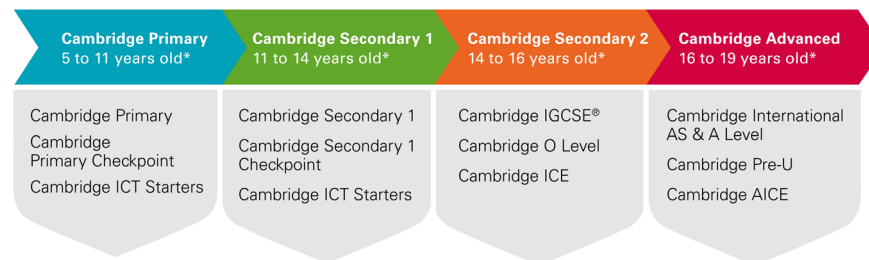 Cambridge Primary
5 to 11 years old*
Cambridge Secondary 1
11 to 14 years old*
Cambridge Secondary 2
14 to 16 years old*
Cambridge Advanced
16 to 19 years old*
Cambridge Primary
Cambridge
Primary Checkpoint
Cambridge ICT Starters
Cambridge Secondary 1
Cambridge Secondary 1
Checkpoint
Cambridge ICT Starters
Cambridge IGCSE®
Cambridge O Level
Cambridge ICE
Cambridge International
AS & A Level
Cambridge Pre-U
Cambridge AICE